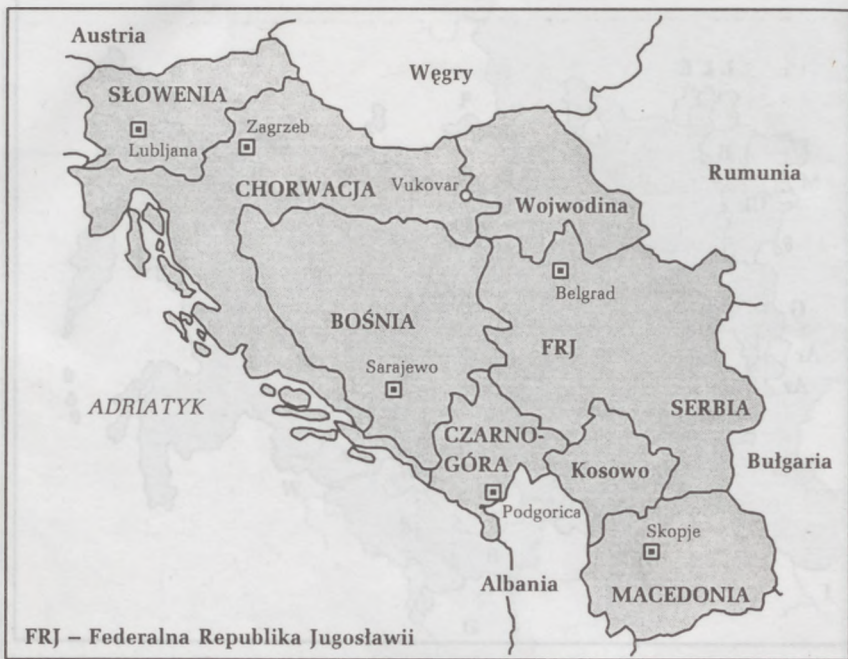 Austria
Węgry
SŁOWENIA
Lubljana
Zagrzeb
CHORWACJA
Vukovar
Wojwodina
Rumunia
Belgrad
BOŚNIA
FRJ
Sarajewo
ADRIATYK
SERBIA
CZARNO-
GÓRA
Kosowo
Bułgaria
Podgorica
Skopje
Albania
MACEDONIA
FRJ – Federalna Republika Jugosławii